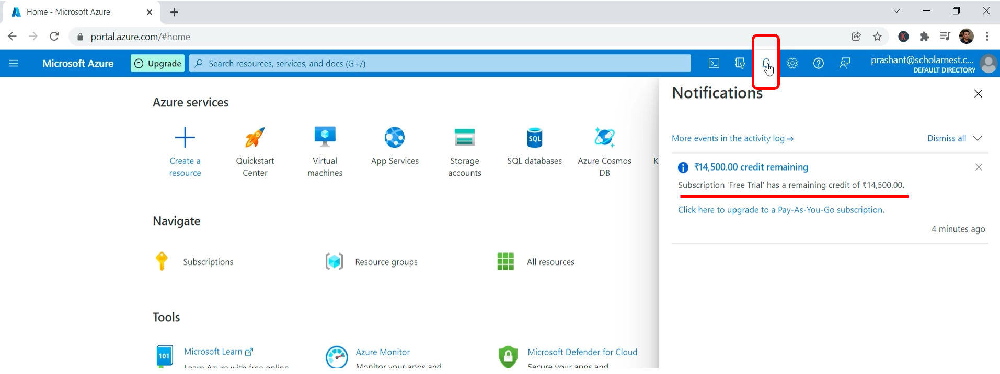 Home - Microsoft Azure
portal.azure.com/#home
K
Microsoft Azure
Upgrade
Search resources, services, and docs (G+/)
prashant@scholarnest.c...
DEFAULT DIRECTORY
Azure services
Create a
resource
Quickstart
Center
Virtual
machines
App Services
Storage
accounts
SQL
SQL databases
Azure Cosmos
DB
K
Navigate
Subscriptions
Resource groups
All resources
Tools
101
Microsoft Learn
Learn Azure with free online
Azure Monitor
Monitor your apps and
Microsoft Defender for Cloud
Secure your apps and
Notifications
More events in the activity log →
Dismiss all
₹14,500.00 credit remaining
Subscription 'Free Trial' has a remaining credit of ₹14,500.00.
Click here to upgrade to a Pay-As-You-Go subscription.
4 minutes ago